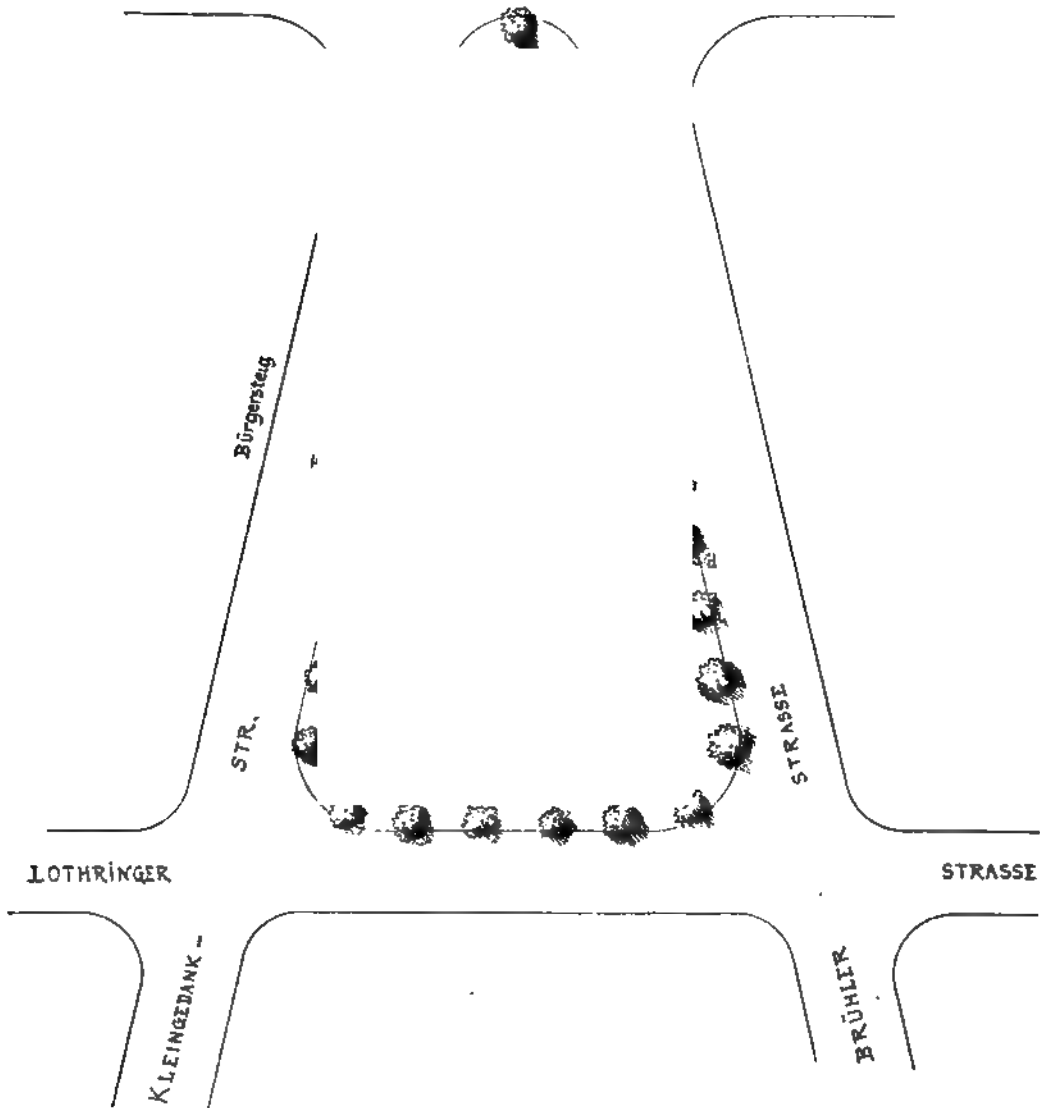 Bürgersteig
STR.
STRASSE
LOTHRINGER STRASSE
KLEINGEDANK-
BRÜHLER